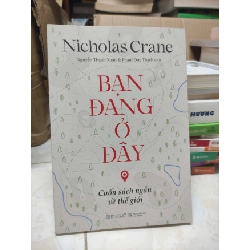 Nicholas Crane
BẠN
ĐANG
Ở
ĐÂY
Cuốn sách ngắn
về thế giới